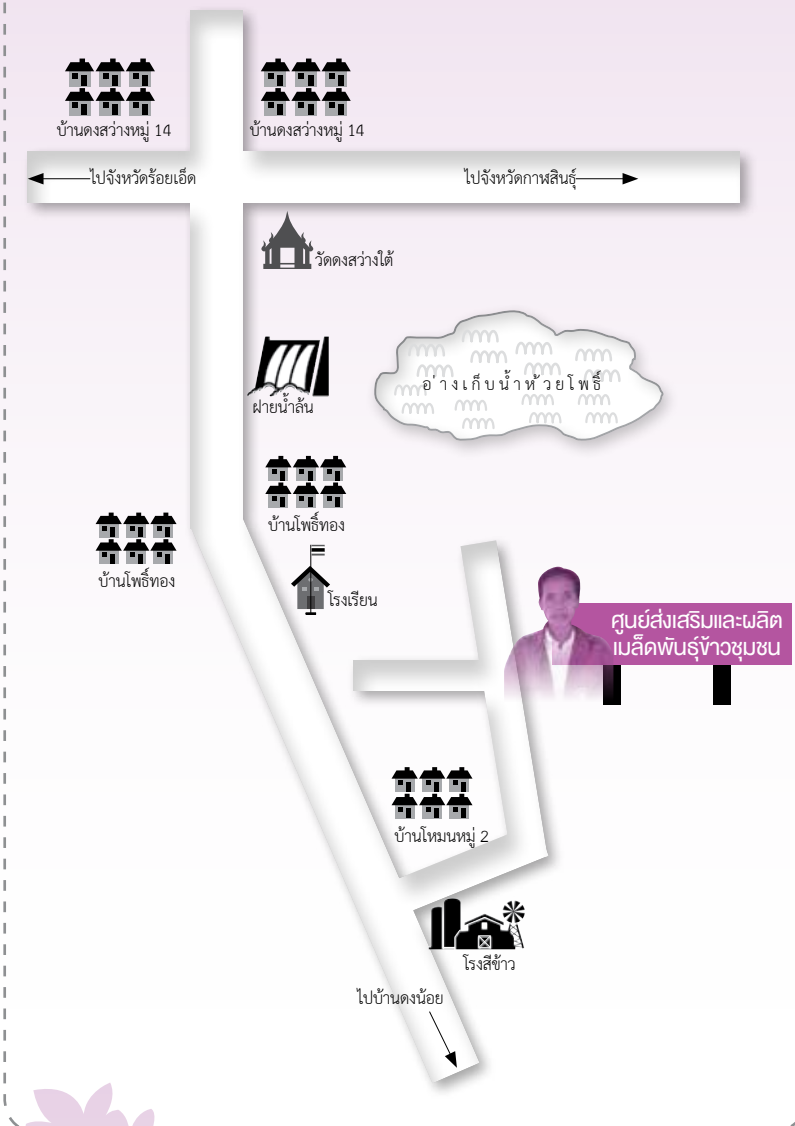 บ้านดงสว่างหมู่ 14
บ้านดงสว่างหมู่ 14
ไปจังหวัดร้อยเอ็ด
ไปจังหวัดกาฬสินธุ์
วัดดงสว่างใต้
อ่างเก็บน้ำห้วยโพธิ์
ฝายน้ำล้น
บ้านโพธิ์ทอง
บ้านโพธิ์ทอง
โรงเรียน
ศูนย์ส่งเสริมและผลิต
เมล็ดพันธุ์ข้าวชุมชน
บ้านโหมนหมู่ 2
โรงสีข้าว
ไปบ้านดงน้อย